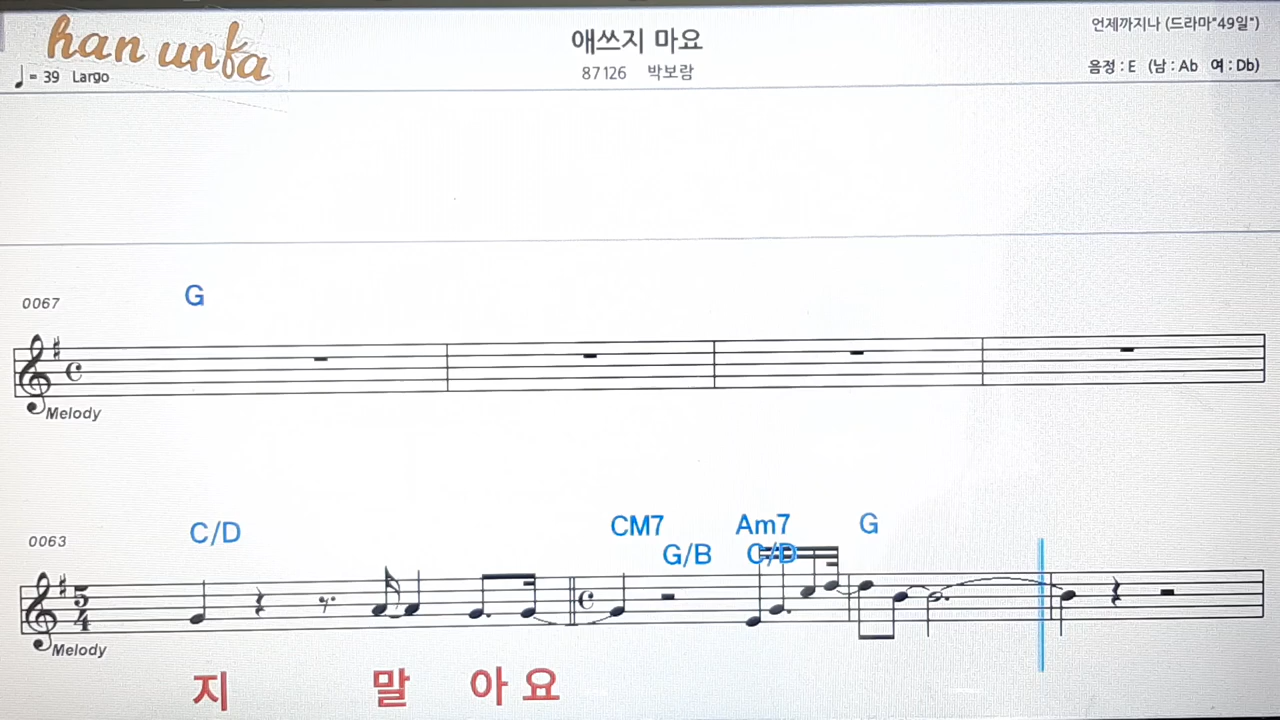 han unfa
애쓰지 마요
언제까지나 (드라마"49일")
♩= 39 Largo
87126 박보람
음정 : E (남 : Ab 여 : Db)
0067
G
Melody
0063
C/D
CM7
Am7
G
G/B
C/D
5
4
Melody
지 말 아 요